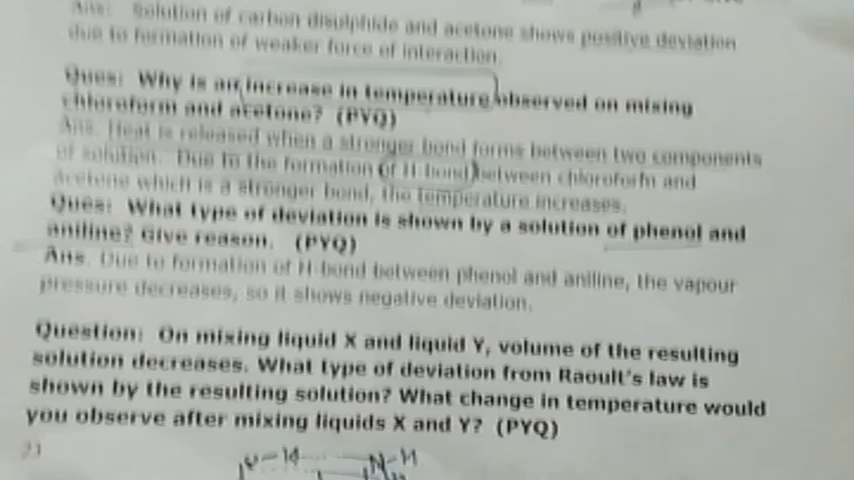 Ans: Solution of carbon disulphide and acetone shows positive deviation
due to formation of weaker force of interaction.
Ques: Why is an increase in temperature observed on mixing
chloroform and acetone? (PYQ)
Ans. Heat is released when a stronger bond forms between two components
of solution. Due to the formation of H-bond between chloroform and
acetone which is a stronger bond, the temperature increases.
Ques: What type of deviation is shown by a solution of phenol and
aniline? Give reason. (PYQ)
Ans. Due to formation of H-bond between phenol and aniline, the vapour
pressure decreases, so it shows negative deviation.
Question: On mixing liquid X and liquid Y, volume of the resulting
solution decreases. What type of deviation from Raoult's law is
shown by the resulting solution? What change in temperature would
you observe after mixing liquids X and Y? (PYQ)
21
N-H